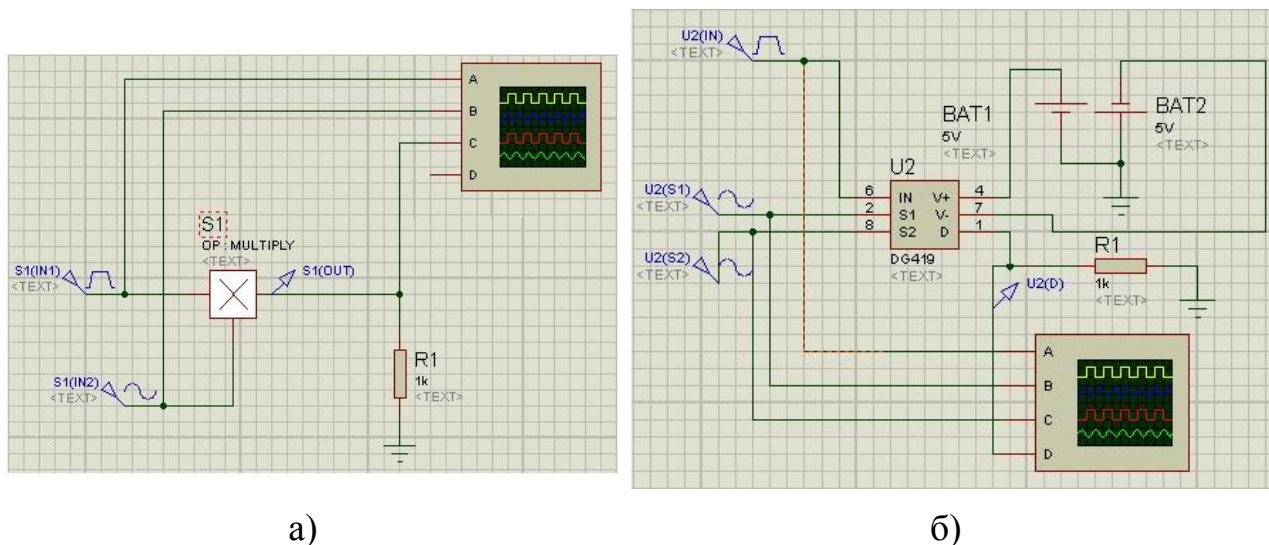 A
B
C
D
S1
OP : MULTIPLY
<TEXT>
S1(IN1)
<TEXT>
S1(OUT)
S1(IN2)
<TEXT>
R1
1k
<TEXT>
а)
U2(IN)
<TEXT>
BAT1
5V
<TEXT>
BAT2
5V
<TEXT>
U2
6 IN V+ 4
2 S1 V- 7
8 S2 D 1
DG419
<TEXT>
U2(S1)
<TEXT>
U2(S2)
<TEXT>
R1
1k
<TEXT>
U2(D)
A
B
C
D
б)